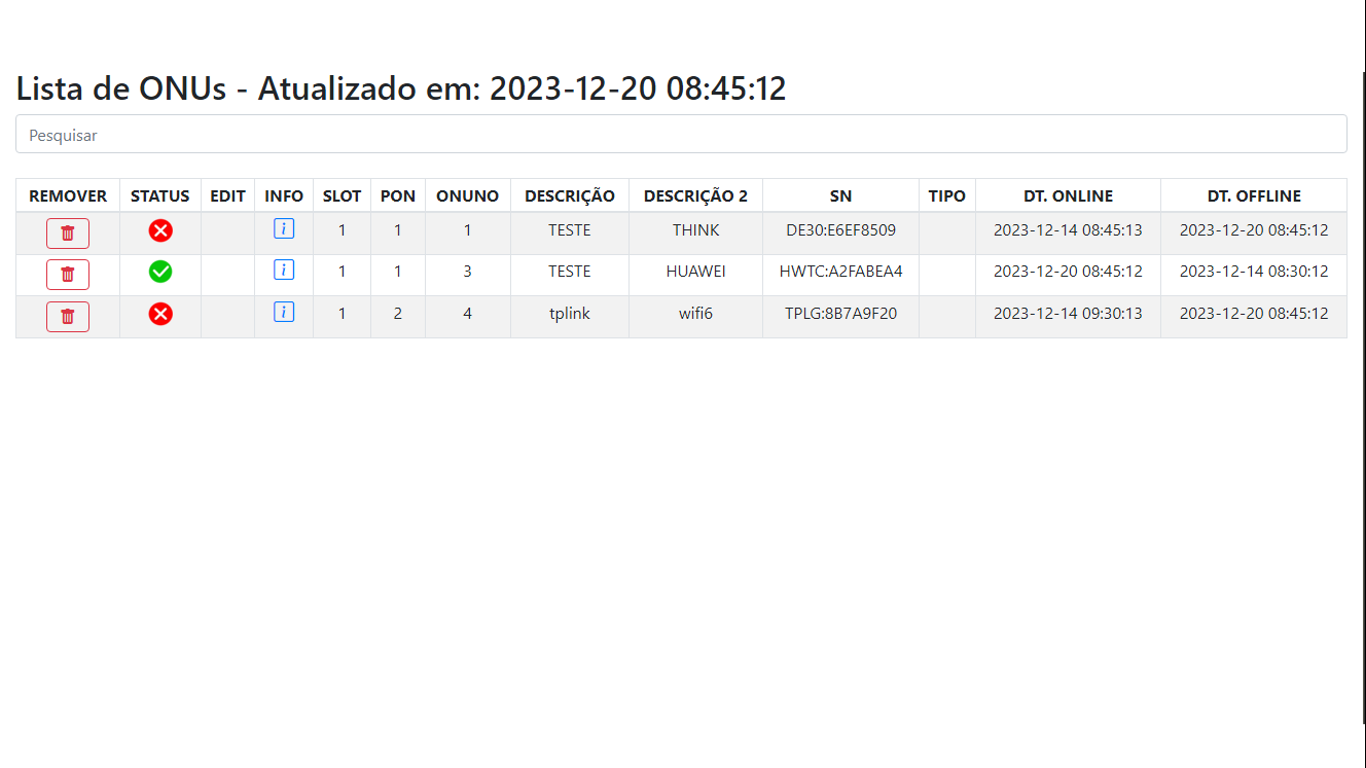 Lista de ONUs - Atualizado em: 2023-12-20 08:45:12
Pesquisar
REMOVER STATUS EDIT INFO SLOT PON ONUNO DESCRIÇÃO DESCRIÇÃO 2 SN TIPO DT. ONLINE DT. OFFLINE
i 1 1 1 TESTE THINK DE30:E6EF8509 2023-12-14 08:45:13 2023-12-20 08:45:12
i 1 1 3 TESTE HUAWEI HWTC:A2FABEA4 2023-12-20 08:45:12 2023-12-14 08:30:12
i 1 2 4 tplink wifi6 TPLG:8B7A9F20 2023-12-14 09:30:13 2023-12-20 08:45:12